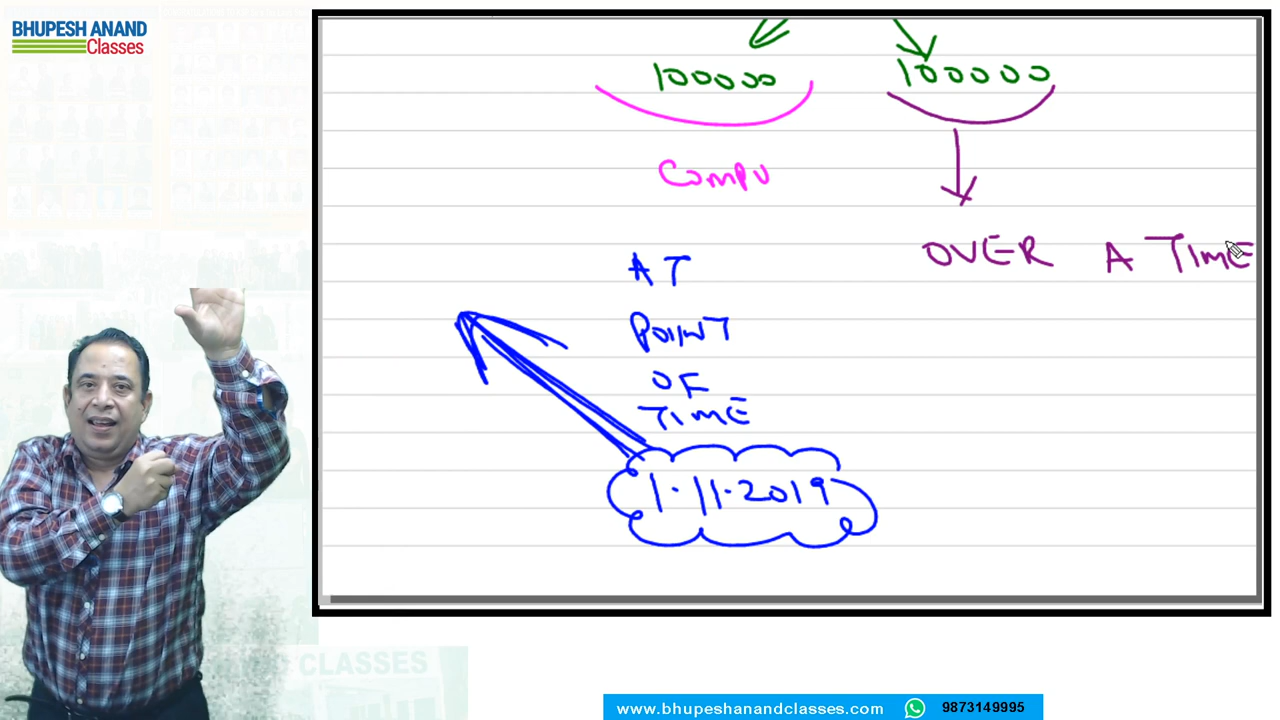 BHUPESH ANAND
Classes
100000 100000
COMPU
OVER A TIME
AT
POINT
OF
TIME
1.11.2019
CLASSES
www.bhupeshanandclasses.com 9873149995